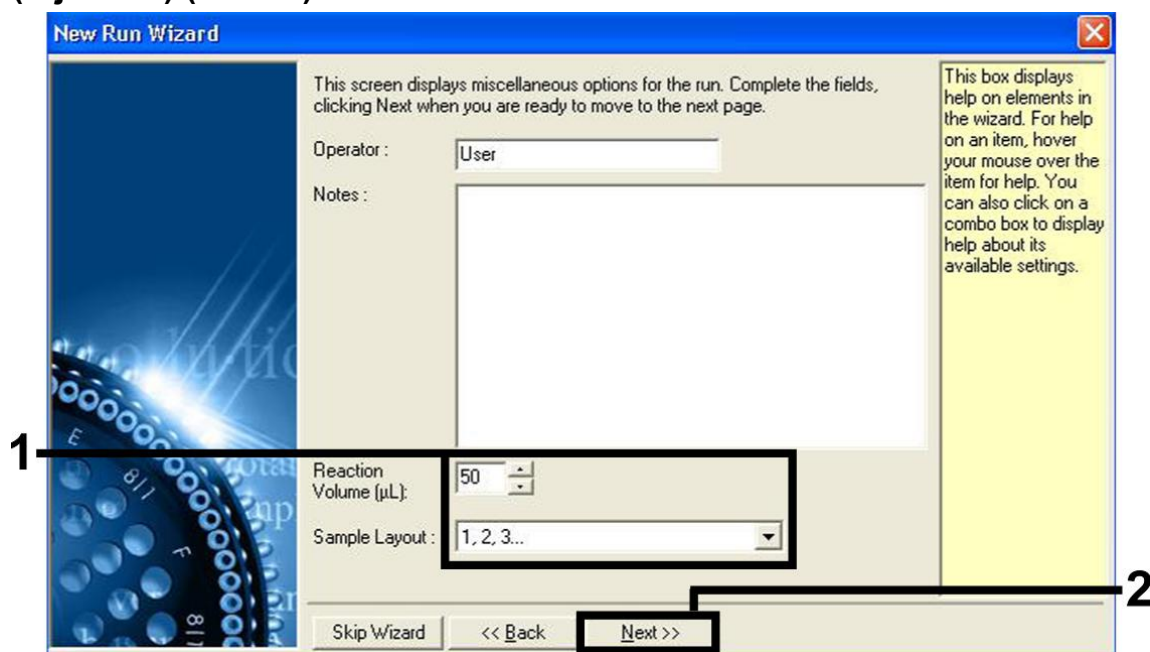 New Run Wizard
This screen displays miscellaneous options for the run. Complete the fields,
clicking Next when you are ready to move to the next page.
Operator :
User
Notes :
Reaction
Volume (µL):
50
Sample Layout :
1, 2, 3...
Skip Wizard
<< Back
Next >>
This box displays
help on elements in
the wizard. For help
on an item, hover
your mouse over the
item for help. You
can also click on a
combo box to display
help about its
available settings.
1
2
E
8/1
F
8/1